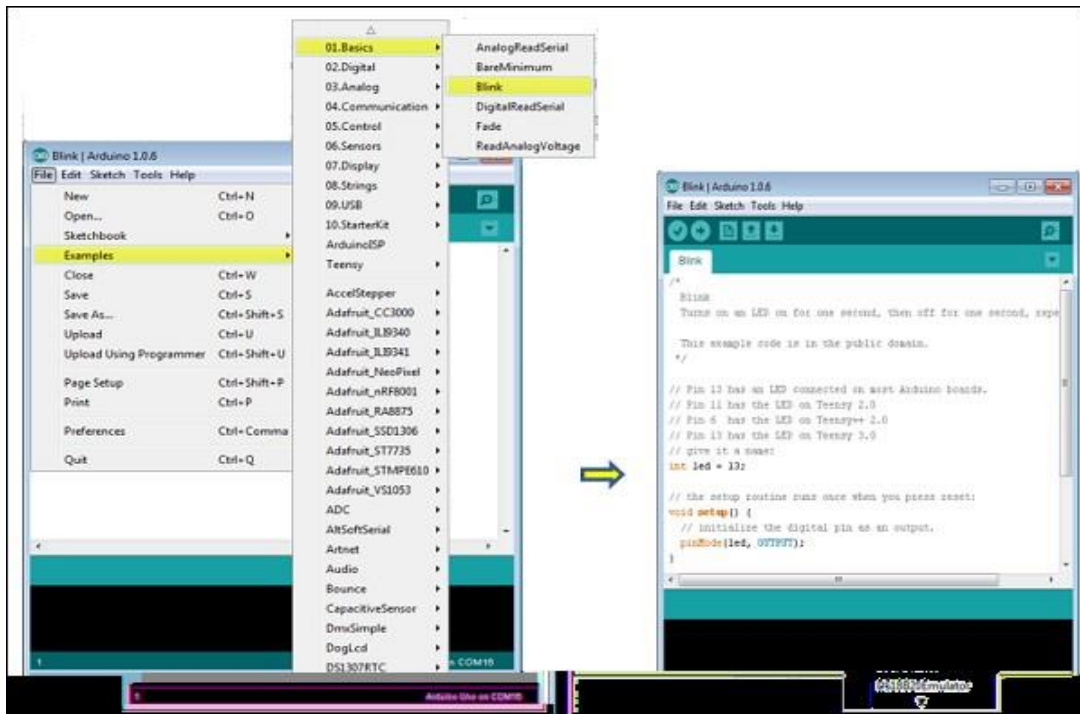 01.Basics
02.Digital
03.Analog
04.Communication
05.Control
06.Sensors
07.Display
08.Strings
09.USB
10.StarterKit
ArduinoISP
Teensy
AccelStepper
Adafruit_CC3000
Adafruit_ILI9340
Adafruit_ILI9341
Adafruit_NeoPixel
Adafruit_nRF8001
Adafruit_RA8875
Adafruit_SSD1306
Adafruit_ST7735
Adafruit_STMPE610
Adafruit_VS1053
ADC
AltSoftSerial
Artnet
Audio
Bounce
CapacitiveSensor
DmxSimple
DogLcd
DS1307RTC
AnalogReadSerial
BareMinimum
Blink
DigitalReadSerial
Fade
ReadAnalogVoltage
Blink | Arduino 1.0.6
File Edit Sketch Tools Help
New Ctrl+N
Open... Ctrl+O
Sketchbook
Examples
Close Ctrl+W
Save Ctrl+S
Save As... Ctrl+Shift+S
Upload Ctrl+U
Upload Using Programmer Ctrl+Shift+U
Page Setup Ctrl+Shift+P
Print Ctrl+P
Preferences Ctrl+Comma
Quit Ctrl+Q
1 on COM16
1 Arduino Uno on COM16
Blink | Arduino 1.0.6
File Edit Sketch Tools Help
Blink
/*
Blink
Turns on an LED on for one second, then off for one second, repe
This example code is in the public domain.
*/
// Pin 13 has an LED connected on most Arduino boards.
// Pin 11 has the LED on Teensy 2.0
// Pin 6 has the LED on Teensy++ 2.0
// Pin 13 has the LED on Teensy 3.0
// give it a name:
int led = 13;
// the setup routine runs once when you press reset:
void setup() {
// initialize the digital pin as an output.
pinMode(led, OUTPUT);
}